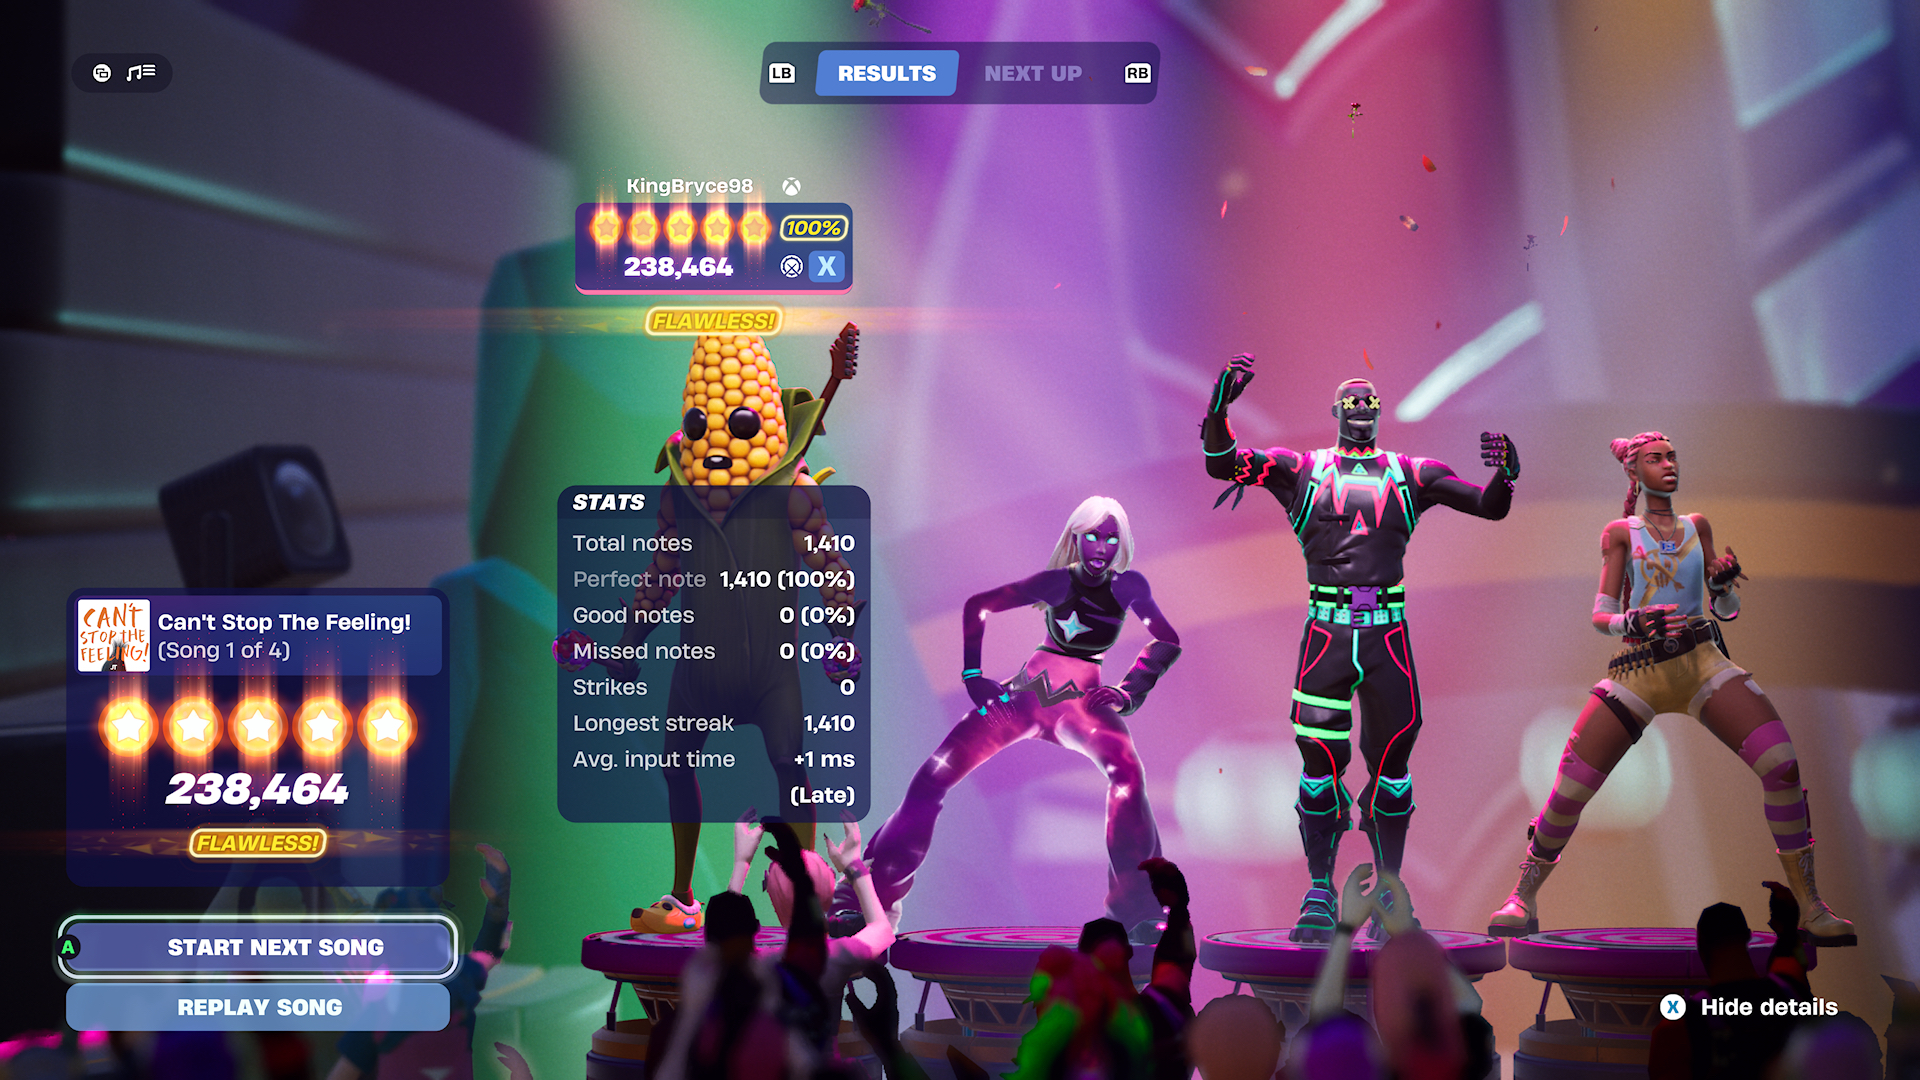 LB RESULTS NEXT UP RB
KingBryce98
100%
238,464 X
FLAWLESS!
STATS
Total notes 1,410
Perfect note 1,410 (100%)
Good notes 0 (0%)
Missed notes 0 (0%)
Strikes 0
Longest streak 1,410
Avg. input time +1 ms
(Late)
CAN'T
STOP THE
FEELING!
JT
Can't Stop The Feeling!
(Song 1 of 4)
238,464
FLAWLESS!
A START NEXT SONG
REPLAY SONG
X Hide details